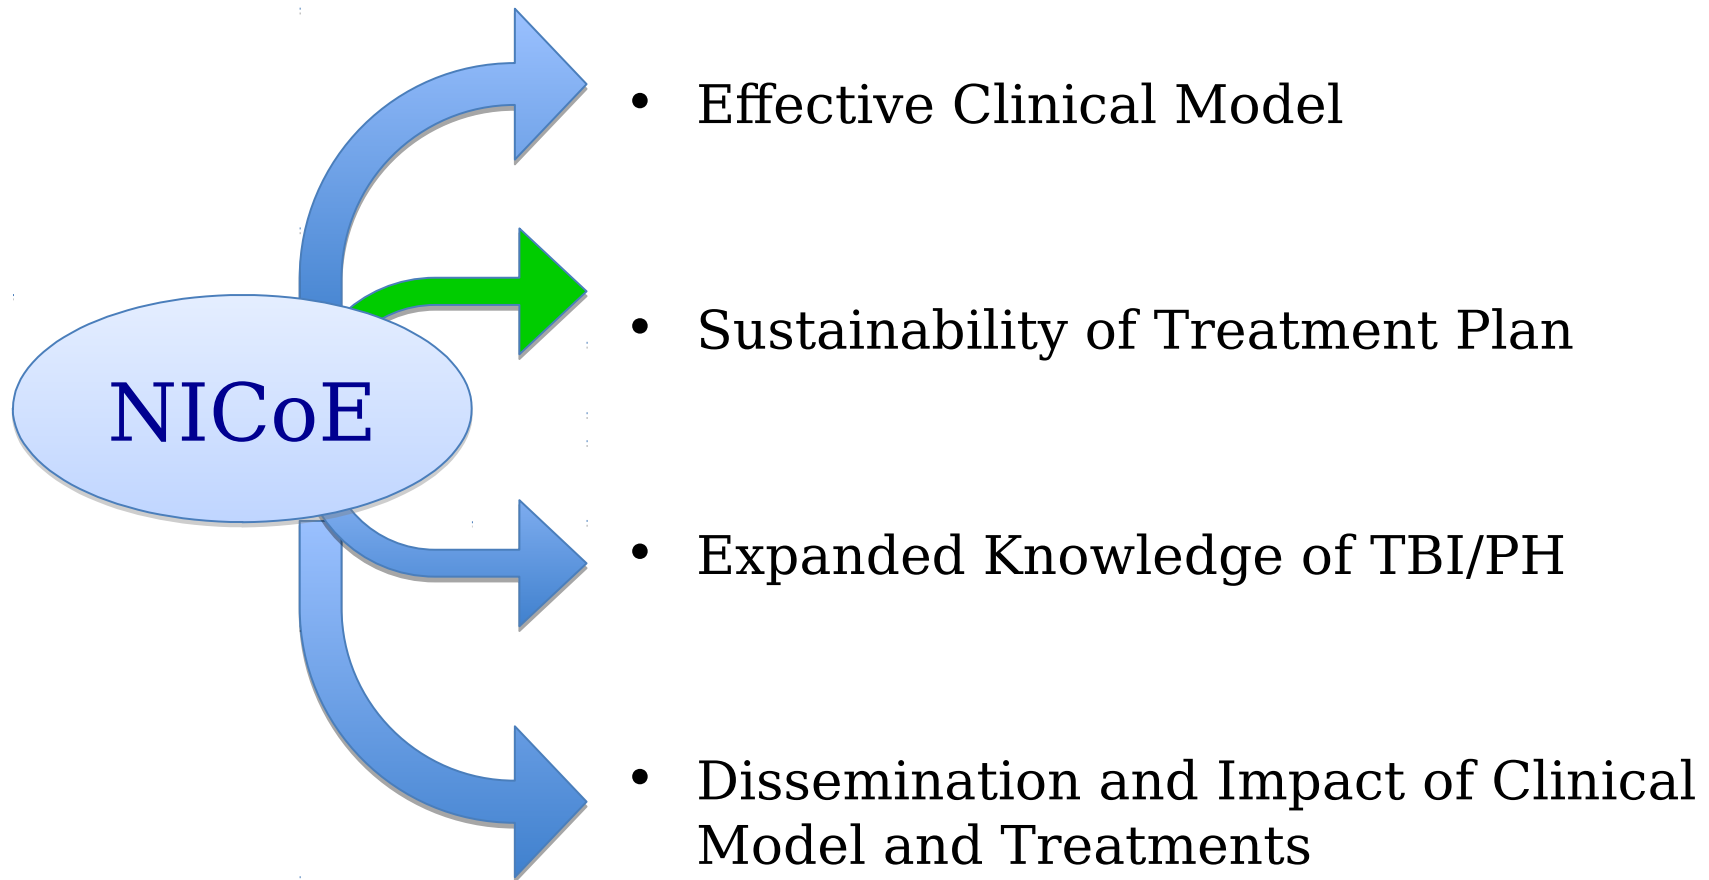 NICoE
• Effective Clinical Model
• Sustainability of Treatment Plan
• Expanded Knowledge of TBI/PH
• Dissemination and Impact of Clinical
Model and Treatments